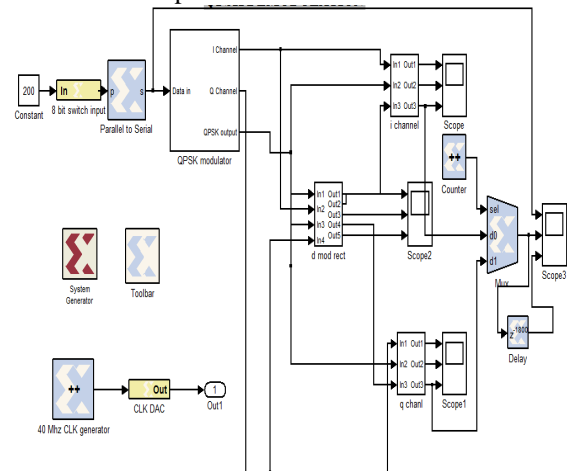 200
Constant
In
8 bit switch input
p
s
Parallel to Serial
Data in
I Channel
Q Channel
QPSK output
QPSK modulator
In1 Out1
In2 Out2
In3 Out3
i channel
Scope
++
Counter
In1 Out1
Out2
In2 Out3
In3 Out4
In4 Out5
d mod rect
Scope2
sel
d0
d1
Mux
Scope3
z-1800
Delay
System
Generator
Toolbar
++
40 Mhz CLK generator
Out
CLK DAC
1
Out1
In1 Out1
In2 Out2
In3 Out3
q chanl
Scope1